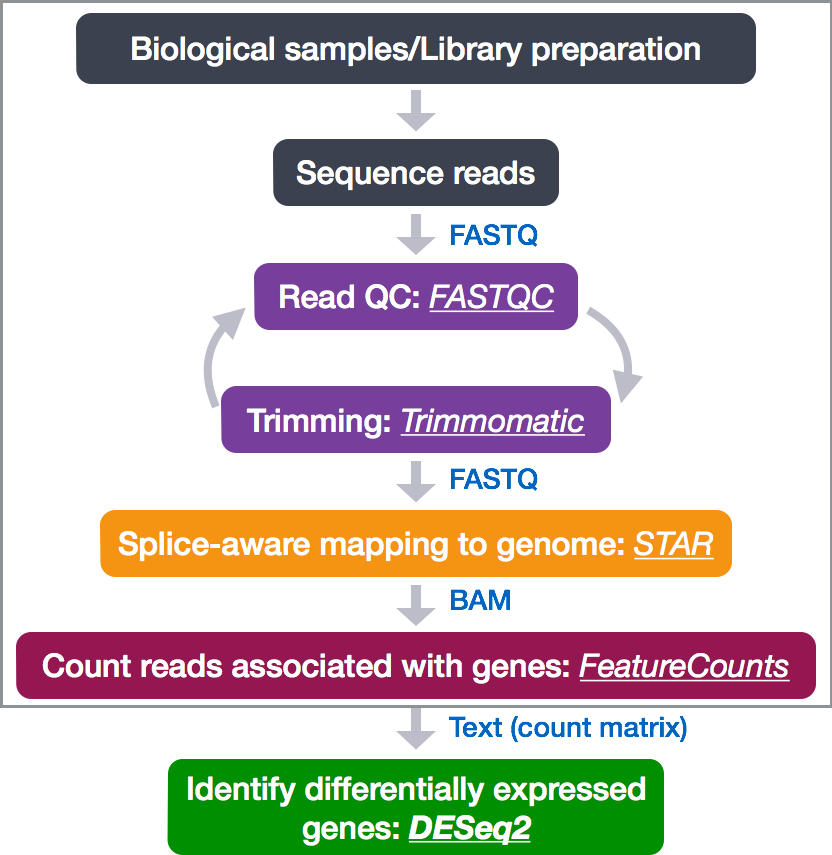 Biological samples/Library preparation
Sequence reads
FASTQ
Read QC: FASTQC
Trimming: Trimmomatic
FASTQ
Splice-aware mapping to genome: STAR
BAM
Count reads associated with genes: FeatureCounts
Text (count matrix)
Identify differentially expressed
genes: DESeq2